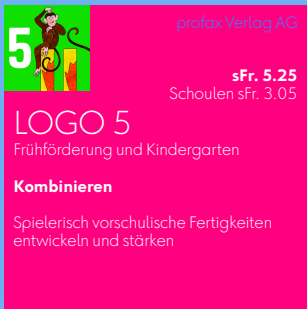 5
profax Verlag AG
sFr. 5.25
Schoulen sFr. 3.05
LOGO 5
Frühförderung und Kindergarten
Kombinieren
Spielerisch vorschulische Fertigkeiten
entwickeln und stärken